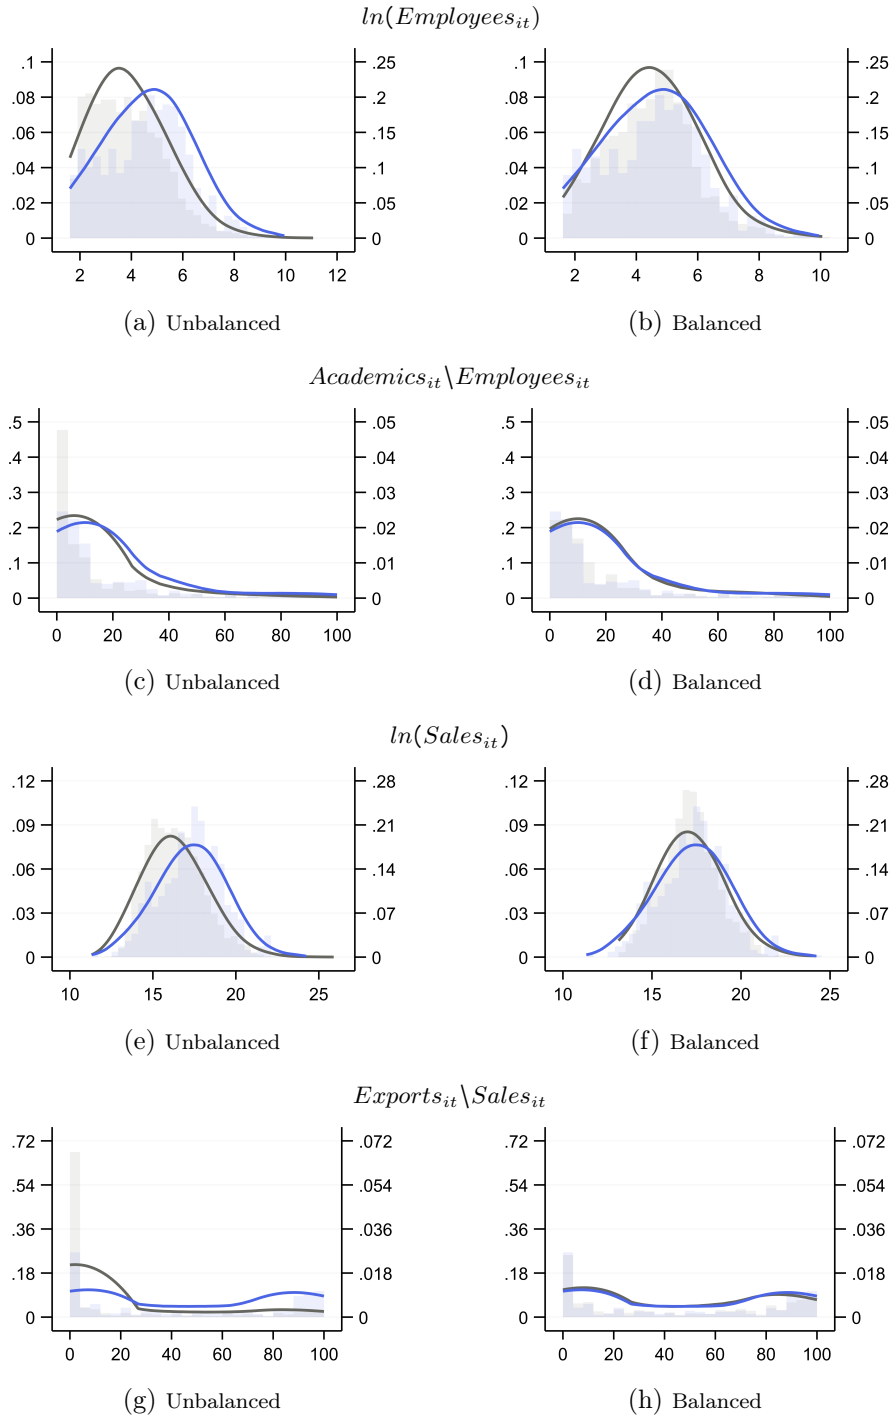 ln(Employees_it)
.1 .08 .06 .04 .02 0
.25 .2 .15 .1 .05 0
2 4 6 8 10 12
.1 .08 .06 .04 .02 0
.25 .2 .15 .1 .05 0
2 4 6 8 10
(a) Unbalanced
(b) Balanced
Academics_it\Employees_it
.5 .4 .3 .2 .1 0
.05 .04 .03 .02 .01 0
0 20 40 60 80 100
.5 .4 .3 .2 .1 0
.05 .04 .03 .02 .01 0
0 20 40 60 80 100
(c) Unbalanced
(d) Balanced
ln(Sales_it)
.12 .09 .06 .03 0
.28 .21 .14 .07 0
10 15 20 25
.12 .09 .06 .03 0
.28 .21 .14 .07 0
10 15 20 25
(e) Unbalanced
(f) Balanced
Exports_it\Sales_it
.72 .54 .36 .18 0
.072 .054 .036 .018 0
0 20 40 60 80 100
.72 .54 .36 .18 0
.072 .054 .036 .018 0
0 20 40 60 80 100
(g) Unbalanced
(h) Balanced